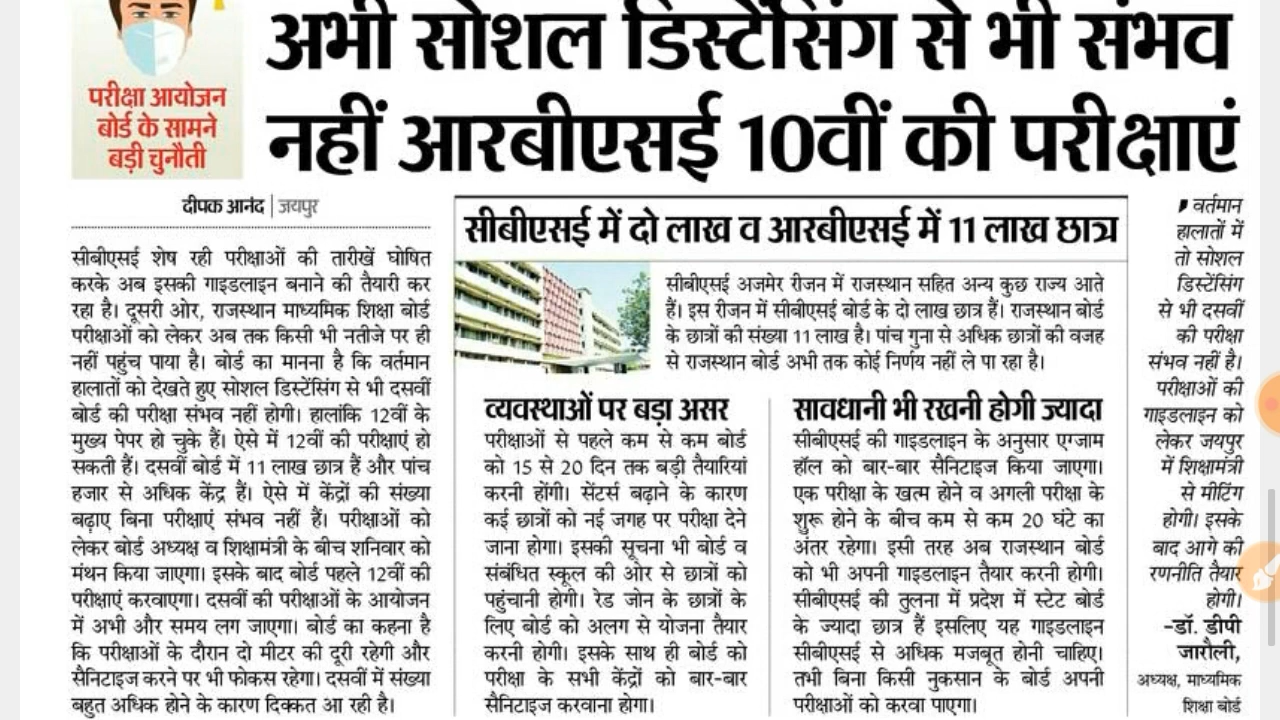 परीक्षा आयोजन
बोर्ड के सामने
बड़ी चुनौती
अभी सोशल डिस्टेंसिंग से भी संभव
नहीं आरबीएसई 10वीं की परीक्षाएं
दीपक आनंद | जयपुर
सीबीएसई शेष रही परीक्षाओं की तारीखें घोषित
करके अब इसकी गाइडलाइन बनाने की तैयारी कर
रहा है। दूसरी ओर, राजस्थान माध्यमिक शिक्षा बोर्ड
परीक्षाओं को लेकर अब तक किसी भी नतीजे पर ही
नहीं पहुंच पाया है। बोर्ड का मानना है कि वर्तमान
हालातों को देखते हुए सोशल डिस्टेंसिंग से भी दसवीं
बोर्ड की परीक्षा संभव नहीं होगी। हालांकि 12वीं के
मुख्य पेपर हो चुके हैं। ऐसे में 12वीं की परीक्षाएं हो
सकती हैं। दसवीं बोर्ड में 11 लाख छात्र हैं और पांच
हजार से अधिक केंद्र हैं। ऐसे में केंद्रों की संख्या
बढ़ाए बिना परीक्षाएं संभव नहीं हैं। परीक्षाओं को
लेकर बोर्ड अध्यक्ष व शिक्षामंत्री के बीच शनिवार को
मंथन किया जाएगा। इसके बाद बोर्ड पहले 12वीं की
परीक्षाएं करवाएगा। दसवीं की परीक्षाओं के आयोजन
में अभी और समय लग जाएगा। बोर्ड का कहना है
कि परीक्षाओं के दौरान दो मीटर की दूरी रहेगी और
सैनिटाइज करने पर भी फोकस रहेगा। दसवीं में संख्या
बहुत अधिक होने के कारण दिक्कत आ रही है।
सीबीएसई में दो लाख व आरबीएसई में 11 लाख छात्र
सीबीएसई अजमेर रीजन में राजस्थान सहित अन्य कुछ राज्य आते
हैं। इस रीजन में सीबीएसई बोर्ड के दो लाख छात्र हैं। राजस्थान बोर्ड
के छात्रों की संख्या 11 लाख है। पांच गुना से अधिक छात्रों की वजह
से राजस्थान बोर्ड अभी तक कोई निर्णय नहीं ले पा रहा है।
व्यवस्थाओं पर बड़ा असर
परीक्षाओं से पहले कम से कम बोर्ड
को 15 से 20 दिन तक बड़ी तैयारियां
करनी होंगी। सेंटर्स बढ़ाने के कारण
कई छात्रों को नई जगह पर परीक्षा देने
जाना होगा। इसकी सूचना भी बोर्ड व
संबंधित स्कूल की ओर से छात्रों को
पहुंचानी होगी। रेड जोन के छात्रों के
लिए बोर्ड को अलग से योजना तैयार
करनी होगी। इसके साथ ही बोर्ड को
परीक्षा के सभी केंद्रों को बार-बार
सैनिटाइज करवाना होगा।
सावधानी भी रखनी होगी ज्यादा
सीबीएसई की गाइडलाइन के अनुसार एग्जाम
हॉल को बार-बार सैनिटाइज किया जाएगा।
एक परीक्षा के खत्म होने व अगली परीक्षा के
शुरू होने के बीच कम से कम 20 घंटे का
अंतर रहेगा। इसी तरह अब राजस्थान बोर्ड
को भी अपनी गाइडलाइन तैयार करनी होगी।
सीबीएसई की तुलना में प्रदेश में स्टेट बोर्ड
के ज्यादा छात्र हैं इसलिए यह गाइडलाइन
सीबीएसई से अधिक मजबूत होनी चाहिए।
तभी बिना किसी नुकसान के बोर्ड अपनी
परीक्षाओं को करवा पाएगा।
वर्तमान
हालातों में
तो सोशल
डिस्टेंसिंग
से भी दसवीं
की परीक्षा
संभव नहीं है।
परीक्षाओं की
गाइडलाइन को
लेकर जयपुर
में शिक्षामंत्री
से मीटिंग
होगी। इसके
बाद आगे की
रणनीति तैयार
होगी।
-डॉ. डीपी
जारौली,
अध्यक्ष, माध्यमिक
शिक्षा बोर्ड